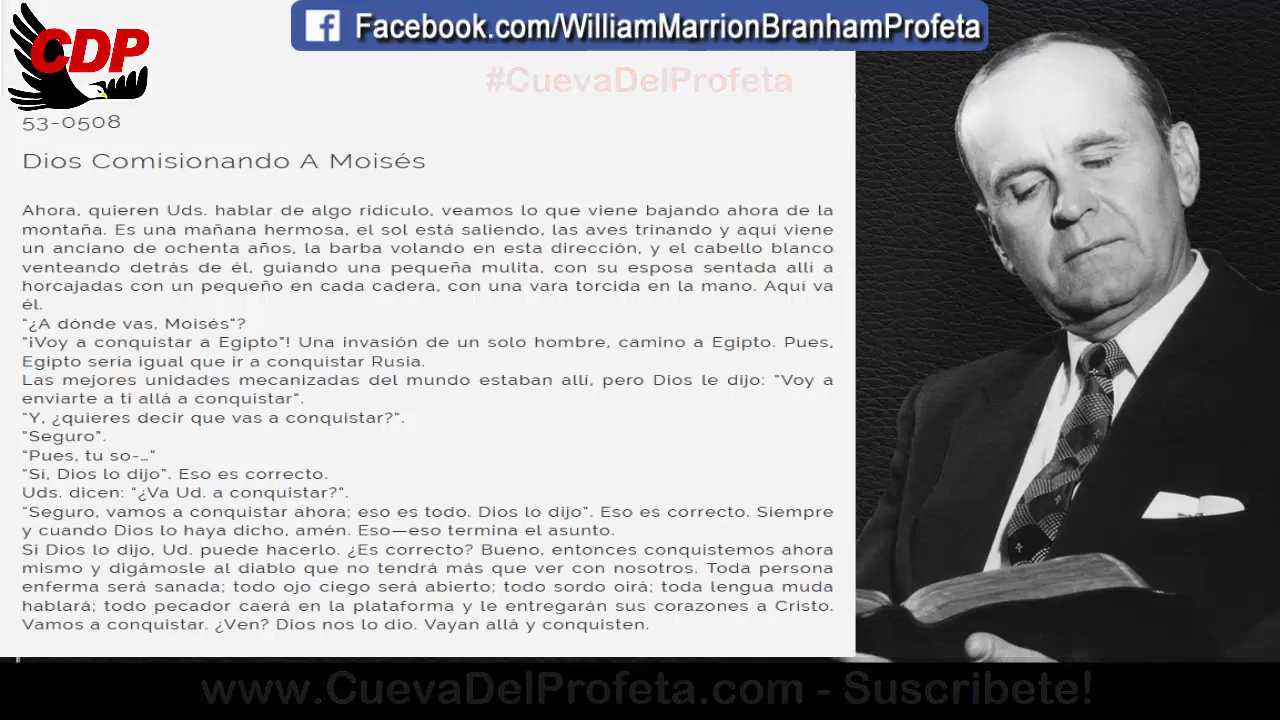 CDP
Facebook.com/WilliamMarrionBranhamProfeta
#CuevaDelProfeta
53-0508
Dios Comisionando A Moisés
Ahora, quieren Uds. hablar de algo ridículo, veamos lo que viene bajando ahora de la
montaña. Es una mañana hermosa, el sol está saliendo, las aves trinando y aquí viene
un anciano de ochenta años, la barba volando en esta dirección, y el cabello blanco
venteando detrás de él, guiando una pequeña mulita, con su esposa sentada allí a
horcajadas con un pequeño en cada cadera, con una vara torcida en la mano. Aquí va
él.
"¿A dónde vas, Moisés"?
"¡Voy a conquistar a Egipto"! Una invasión de un solo hombre, camino a Egipto. Pues,
Egipto sería igual que ir a conquistar Rusia.
Las mejores unidades mecanizadas del mundo estaban allí, pero Dios le dijo: "Voy a
enviarte a ti allá a conquistar".
"Y, ¿quieres decir que vas a conquistar?".
"Seguro".
"Pues, tu so-…"
"Si, Dios lo dijo". Eso es correcto.
Uds. dicen: "¿Va Ud. a conquistar?".
"Seguro, vamos a conquistar ahora; eso es todo. Dios lo dijo". Eso es correcto. Siempre
y cuando Dios lo haya dicho, amén. Eso—eso termina el asunto.
Si Dios lo dijo, Ud. puede hacerlo. ¿Es correcto? Bueno, entonces conquistemos ahora
mismo y digámosle al diablo que no tendrá más que ver con nosotros. Toda persona
enferma será sanada; todo ojo ciego será abierto; todo sordo oirá; toda lengua muda
hablará; todo pecador caerá en la plataforma y le entregarán sus corazones a Cristo.
Vamos a conquistar. ¿Ven? Dios nos lo dio. Vayan allá y conquisten.
www.CuevaDelProfeta.com - Suscribete!